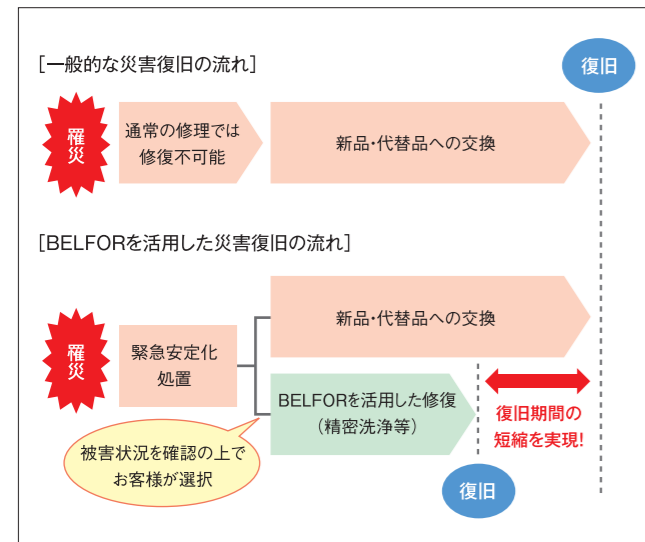 [一般的な災害復旧の流れ]
復旧
罹災
通常の修理では
修復不可能
新品・代替品への交換
[BELFORを活用した災害復旧の流れ]
罹災
緊急安定化
処置
新品・代替品への交換
BELFORを活用した修復
(精密洗浄等)
復旧期間の
短縮を実現!
被害状況を確認の上で
お客様が選択
復旧